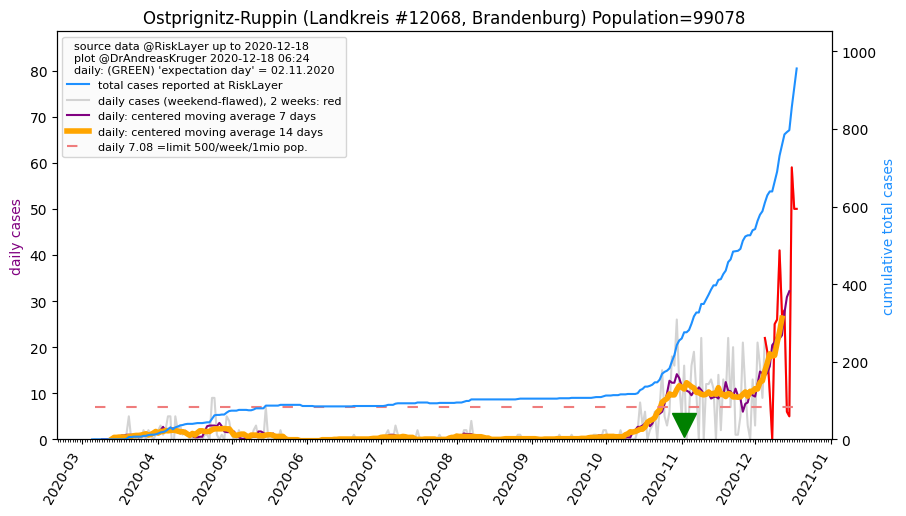 Ostprignitz-Ruppin (Landkreis #12068, Brandenburg) Population=99078
source data @RiskLayer up to 2020-12-18
plot @DrAndreasKruger 2020-12-18 06:24
daily: (GREEN) 'expectation day' = 02.11.2020
total cases reported at RiskLayer
daily cases (weekend-flawed), 2 weeks: red
daily: centered moving average 7 days
daily: centered moving average 14 days
daily 7.08 =limit 500/week/1mio pop.
daily cases
80
70
60
50
40
30
20
10
0
1000
800
600
400
200
0
cumulative total cases
2020-03
2020-04
2020-05
2020-06
2020-07
2020-08
2020-09
2020-10
2020-11
2020-12
2021-01